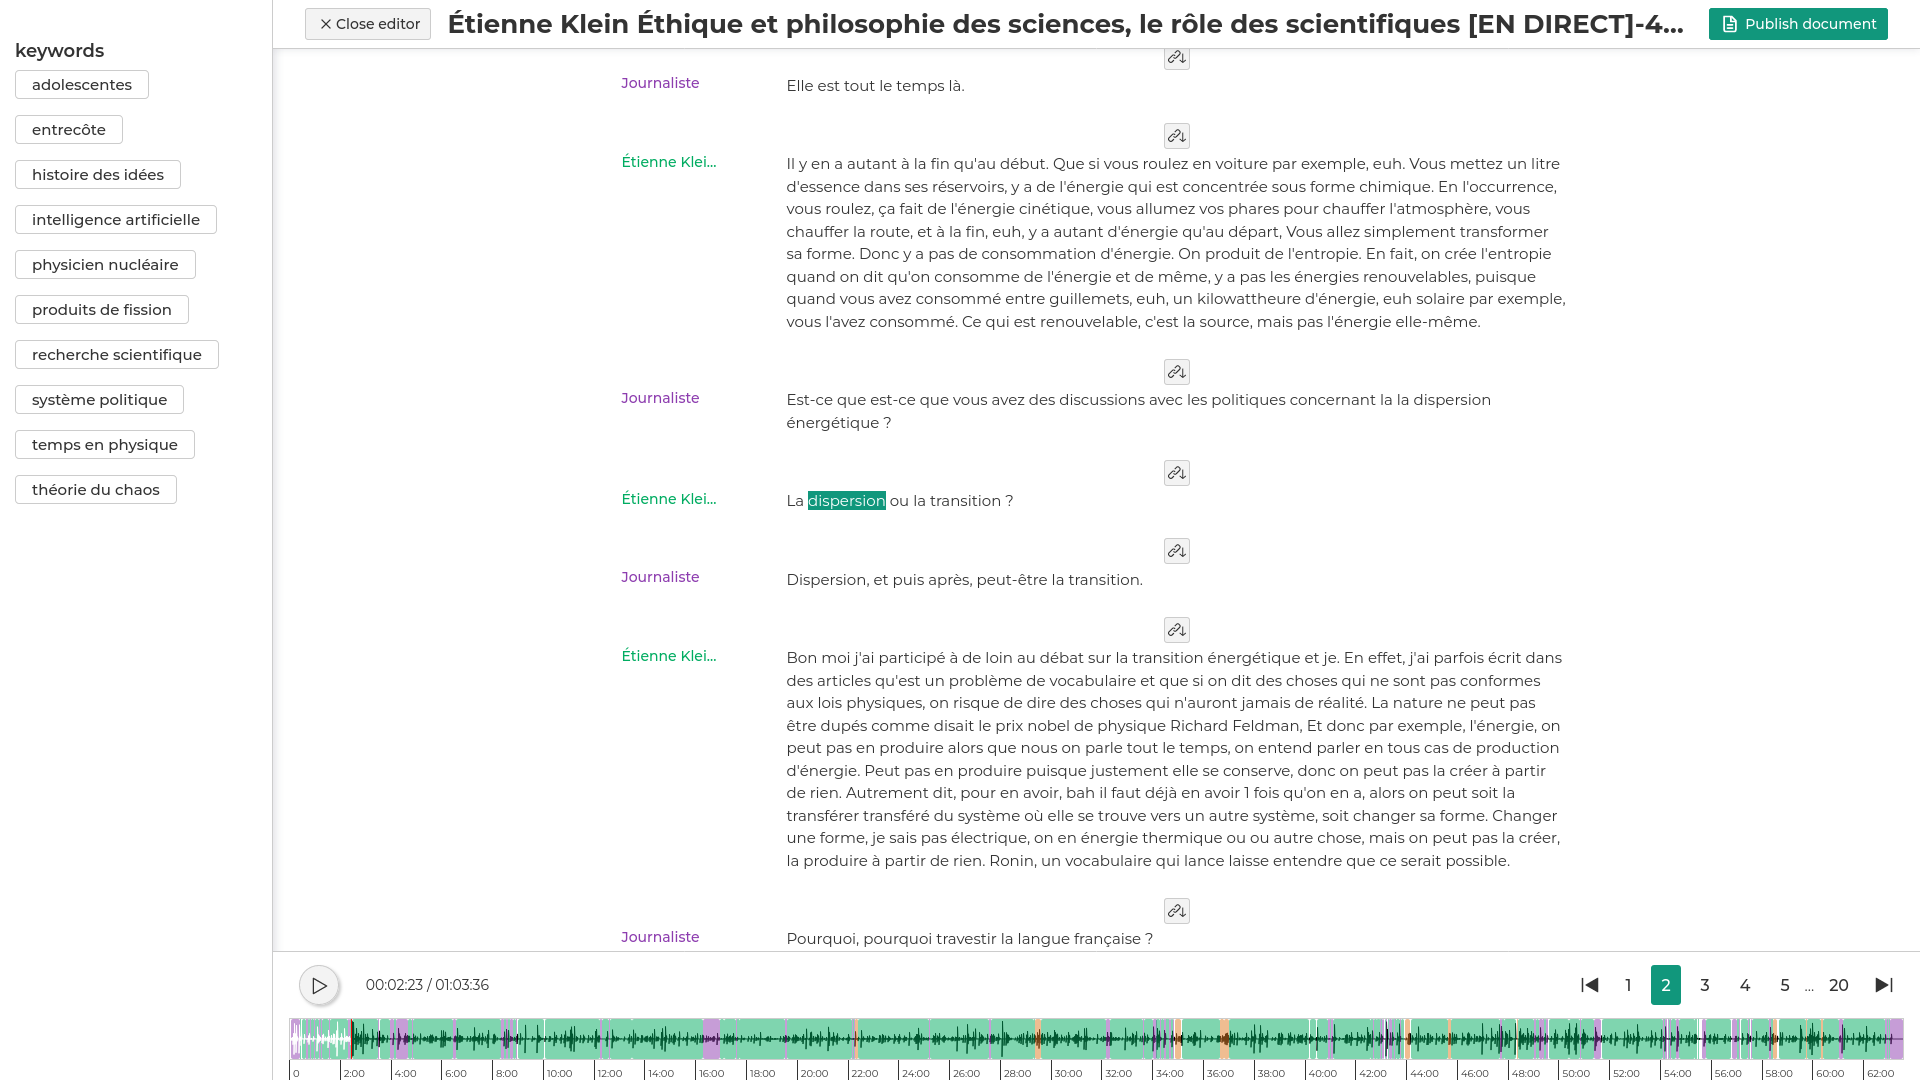 Close editor
Étienne Klein Éthique et philosophie des sciences, le rôle des scientifiques [EN DIRECT]-4...
Publish document
keywords
adolescentes
entrecôte
histoire des idées
intelligence artificielle
physicien nucléaire
produits de fission
recherche scientifique
système politique
temps en physique
théorie du chaos
Journaliste
Elle est tout le temps là.
Étienne Klei...
Il y en a autant à la fin qu'au début. Que si vous roulez en voiture par exemple, euh. Vous mettez un litre
d'essence dans ses réservoirs, y a de l'énergie qui est concentrée sous forme chimique. En l'occurrence,
vous roulez, ça fait de l'énergie cinétique, vous allumez vos phares pour chauffer l'atmosphère, vous
chauffer la route, et à la fin, euh, y a autant d'énergie qu'au départ, Vous allez simplement transformer
sa forme. Donc y a pas de consommation d'énergie. On produit de l'entropie. En fait, on crée l'entropie
quand on dit qu'on consomme de l'énergie et de même, y a pas les énergies renouvelables, puisque
quand vous avez consommé entre guillemets, euh, un kilowattheure d'énergie, euh solaire par exemple,
vous l'avez consommé. Ce qui est renouvelable, c'est la source, mais pas l'énergie elle-même.
Journaliste
Est-ce que est-ce que vous avez des discussions avec les politiques concernant la la dispersion
énergétique ?
Étienne Klei...
La dispersion ou la transition ?
Journaliste
Dispersion, et puis après, peut-être la transition.
Étienne Klei...
Bon moi j'ai participé à de loin au débat sur la transition énergétique et je. En effet, j'ai parfois écrit dans
des articles qu'est un problème de vocabulaire et que si on dit des choses qui ne sont pas conformes
aux lois physiques, on risque de dire des choses qui n'auront jamais de réalité. La nature ne peut pas
être dupés comme disait le prix nobel de physique Richard Feldman, Et donc par exemple, l'énergie, on
peut pas en produire alors que nous on parle tout le temps, on entend parler en tous cas de production
d'énergie. Peut pas en produire puisque justement elle se conserve, donc on peut pas la créer à partir
de rien. Autrement dit, pour en avoir, bah il faut déjà en avoir 1 fois qu'on en a, alors on peut soit la
transférer transféré du système où elle se trouve vers un autre système, soit changer sa forme. Changer
une forme, je sais pas électrique, on en énergie thermique ou ou autre chose, mais on peut pas la créer,
la produire à partir de rien. Ronin, un vocabulaire qui lance laisse entendre que ce serait possible.
Journaliste
Pourquoi, pourquoi travestir la langue française ?
00:02:23 / 01:03:36
1 2 3 4 5 ... 20
0 2:00 4:00 6:00 8:00 10:00 12:00 14:00 16:00 18:00 20:00 22:00 24:00 26:00 28:00 30:00 32:00 34:00 36:00 38:00 40:00 42:00 44:00 46:00 48:00 50:00 52:00 54:00 56:00 58:00 60:00 62:00